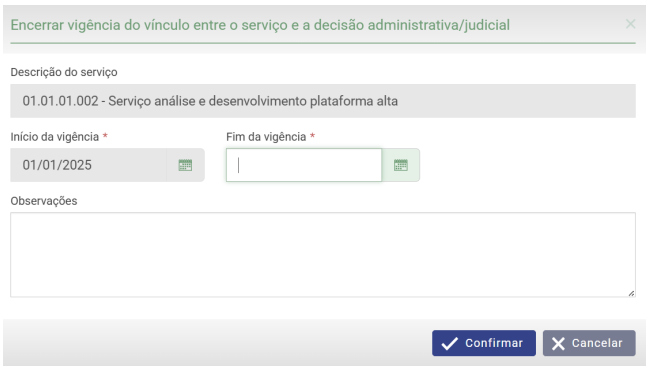 Encerrar vigência do vínculo entre o serviço e a decisão administrativa/judicial
Descrição do serviço
01.01.01.002 - Serviço análise e desenvolvimento plataforma alta
Início da vigência * Fim da vigência *
01/01/2025
Observações
Confirmar Cancelar